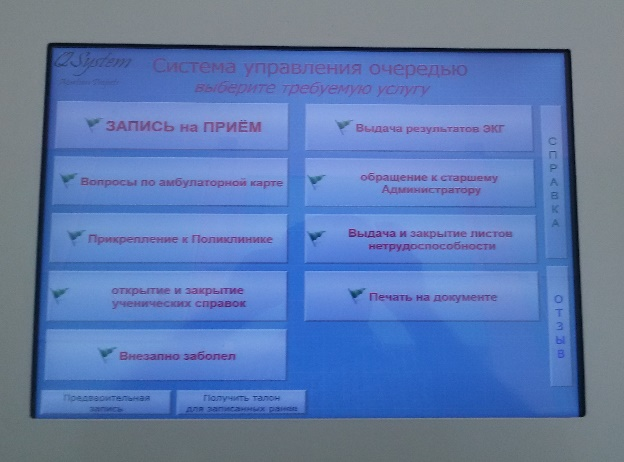 QSystem
Система управления очередью
выберите требуемую услугу
ЗАПИСЬ на ПРИЁМ
Вопросы по амбулаторной карте
Прикрепление к Поликлинике
открытие и закрытие
ученических справок
Внезапно заболел
Выдача результатов ЭКГ
обращение к старшему
Администратору
Выдача и закрытие листов
нетрудоспособности
Печать на документе
СПРАВКА
ОТЗЫВ
Предварительная
запись
Получить талон
для записанных ранее